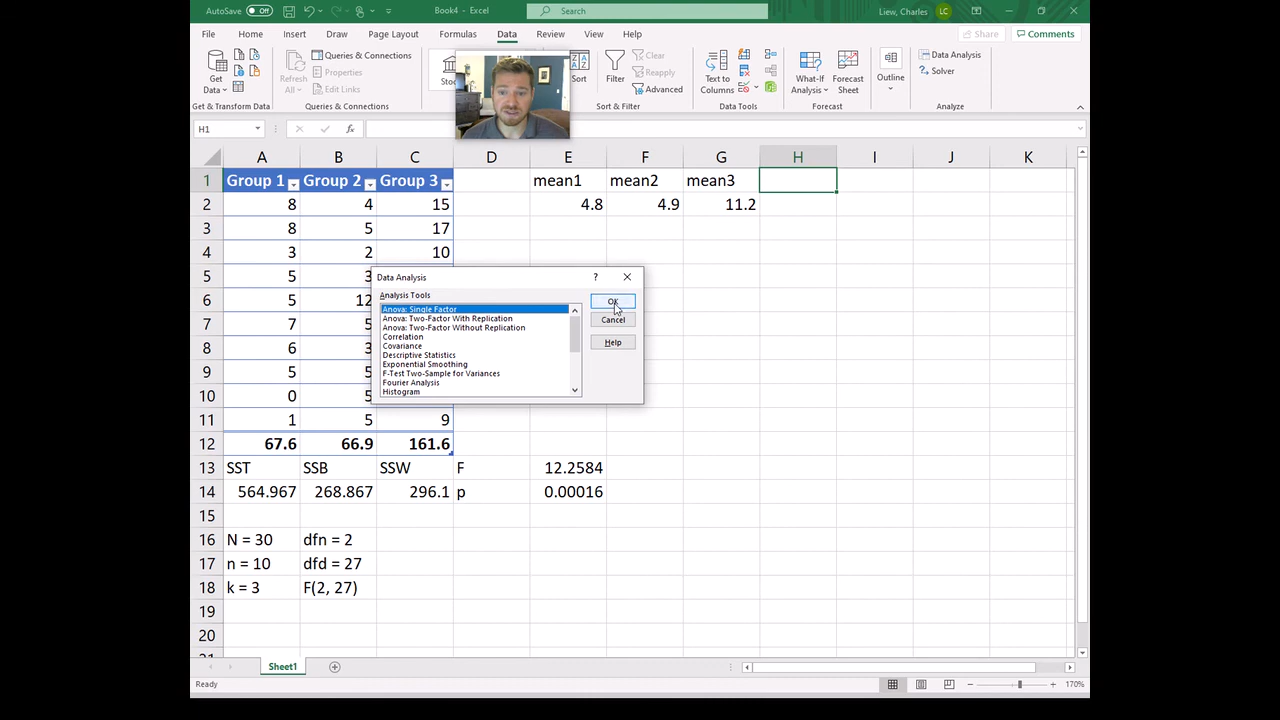 AutoSave Off Book4 - Excel Search Liew, Charles LC
File Home Insert Draw Page Layout Formulas Data Review View Help Share Comments
Get Data Refresh All Queries & Connections Properties Edit Links Sort Filter Clear Reapply Advanced Text to Columns What-If Analysis Forecast Sheet Outline Data Analysis Solver
Get & Transform Data Queries & Connections Sort & Filter Data Tools Forecast Analyze
H1 fx
A B C D E F G H I J K
1 Group 1 Group 2 Group 3 mean1 mean2 mean3
2 8 4 15 4.8 4.9 11.2
3 8 5 17
4 3 2 10
5 5
6 5 12
7 7 5
8 6 3
9 5 5
10 0 5
11 1 5 9
12 67.6 66.9 161.6
13 SST SSB SSW F 12.2584
14 564.967 268.867 296.1 p 0.00016
15
16 N = 30 dfn = 2
17 n = 10 dfd = 27
18 k = 3 F(2, 27)
19
20
Data Analysis ?
Analysis Tools
Anova: Single Factor
Anova: Two-Factor With Replication
Anova: Two-Factor Without Replication
Correlation
Covariance
Descriptive Statistics
Exponential Smoothing
F-Test Two-Sample for Variances
Fourier Analysis
Histogram
OK
Cancel
Help
Sheet1
Ready 170%